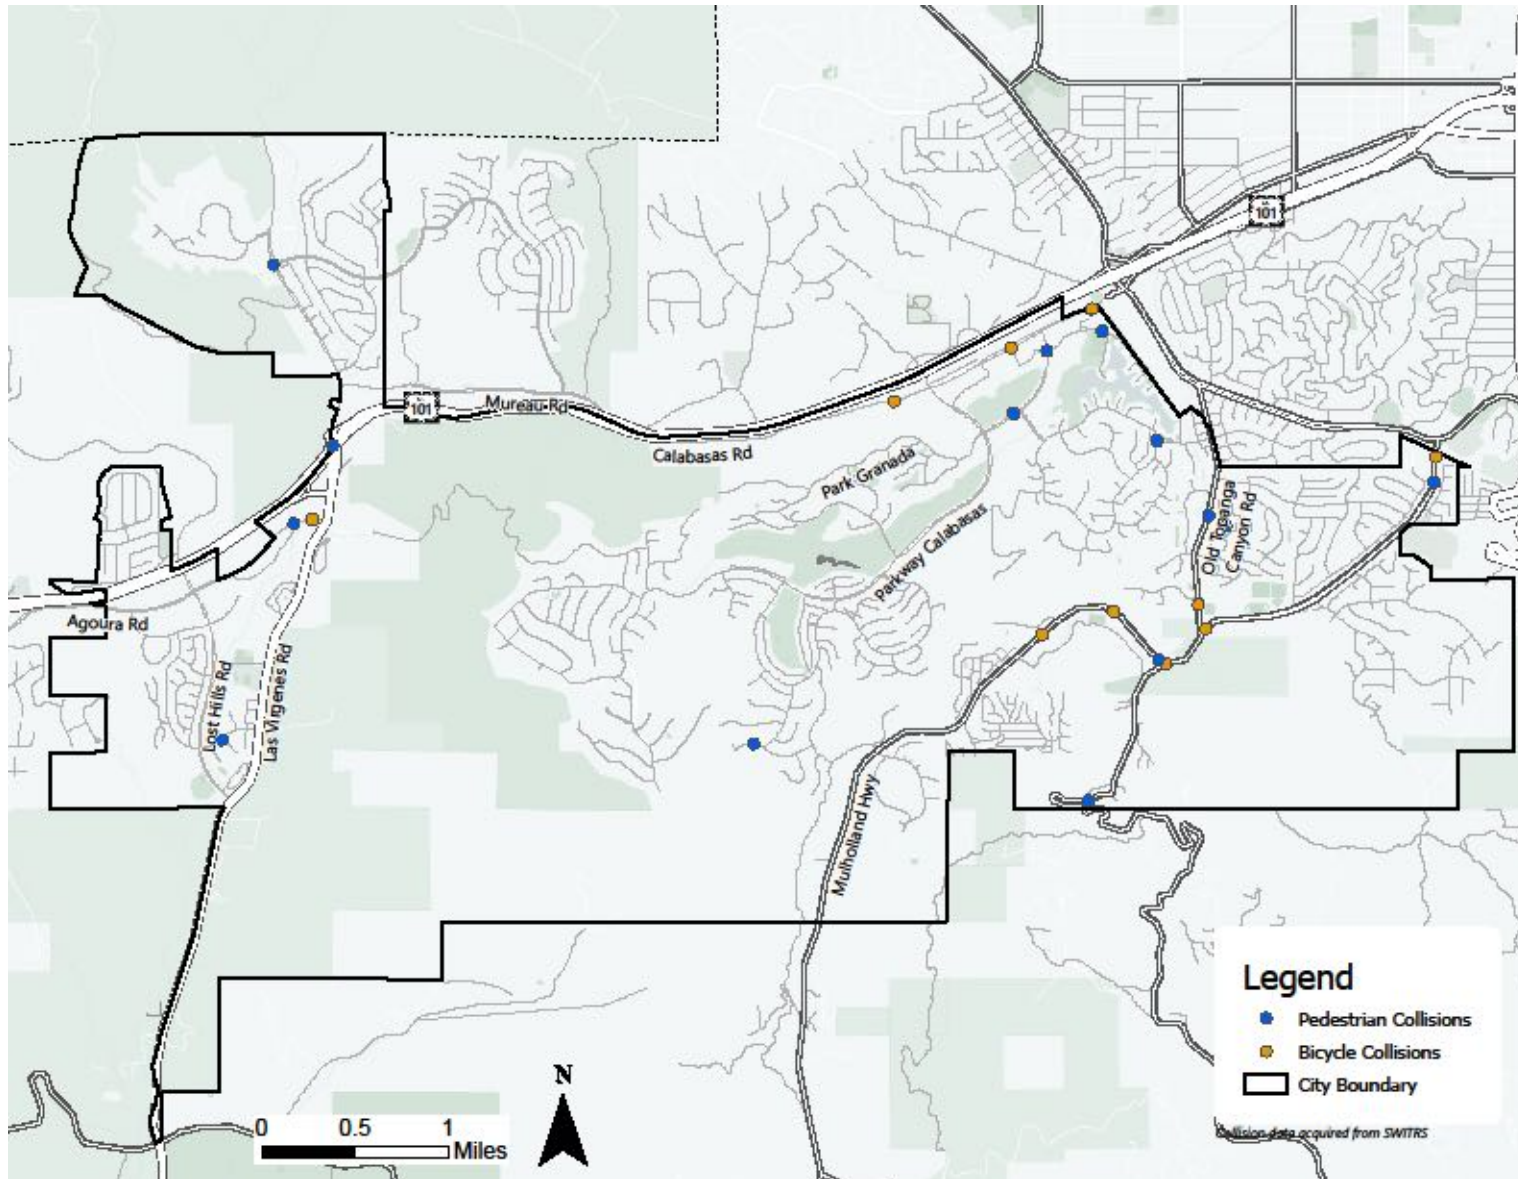 101
101
Mureau Rd
Calabasas Rd
Park Granada
Parkway Calabasas
Old Topanga
Canyon Rd
Agoura Rd
Lost Hills Rd
Las Virgenes Rd
Mulholland Hwy
Legend
Pedestrian Collisions
Bicycle Collisions
City Boundary
Collision data acquired from SWITRS
N
0 0.5 1
Miles